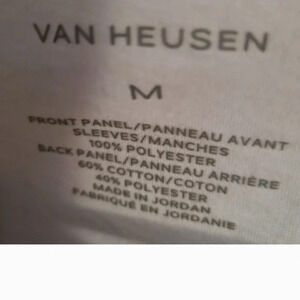 VAN HEUSEN
M
FRONT PANEL/PANNEAU AVANT
SLEEVES/MANCHES
100% POLYESTER
BACK PANEL/PANNEAU ARRIÈRE
60% COTTON/COTON
40% POLYESTER
MADE IN JORDAN
FABRIQUÉ EN JORDANIE